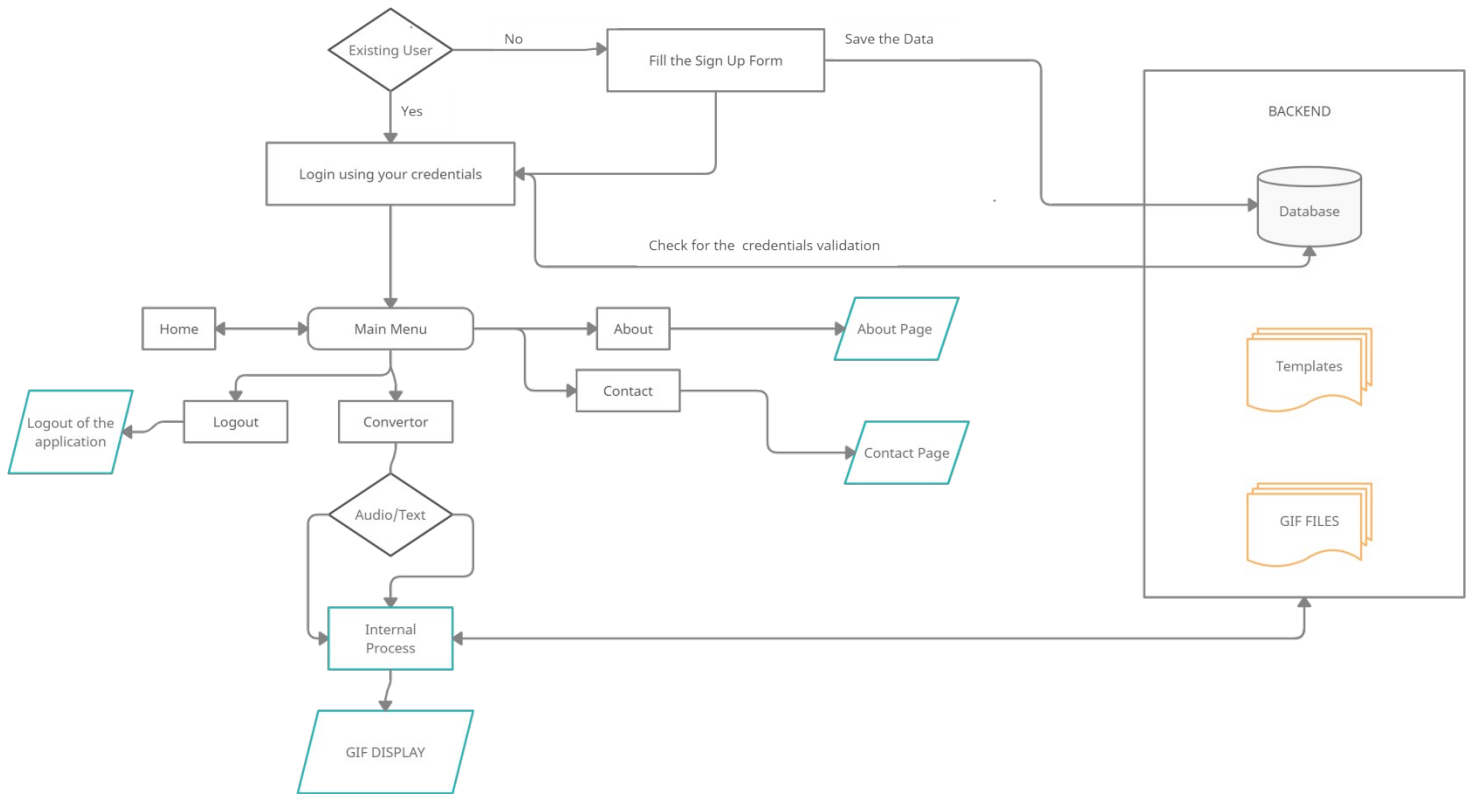 Existing User
No
Fill the Sign Up Form
Save the Data
Yes
BACKEND
Login using your credentials
Database
Check for the  credentials validation
Home
Main Menu
About
About Page
Templates
Contact
Logout of the
application
Logout
Convertor
Contact Page
Audio/Text
GIF FILES
Internal
Process
GIF DISPLAY